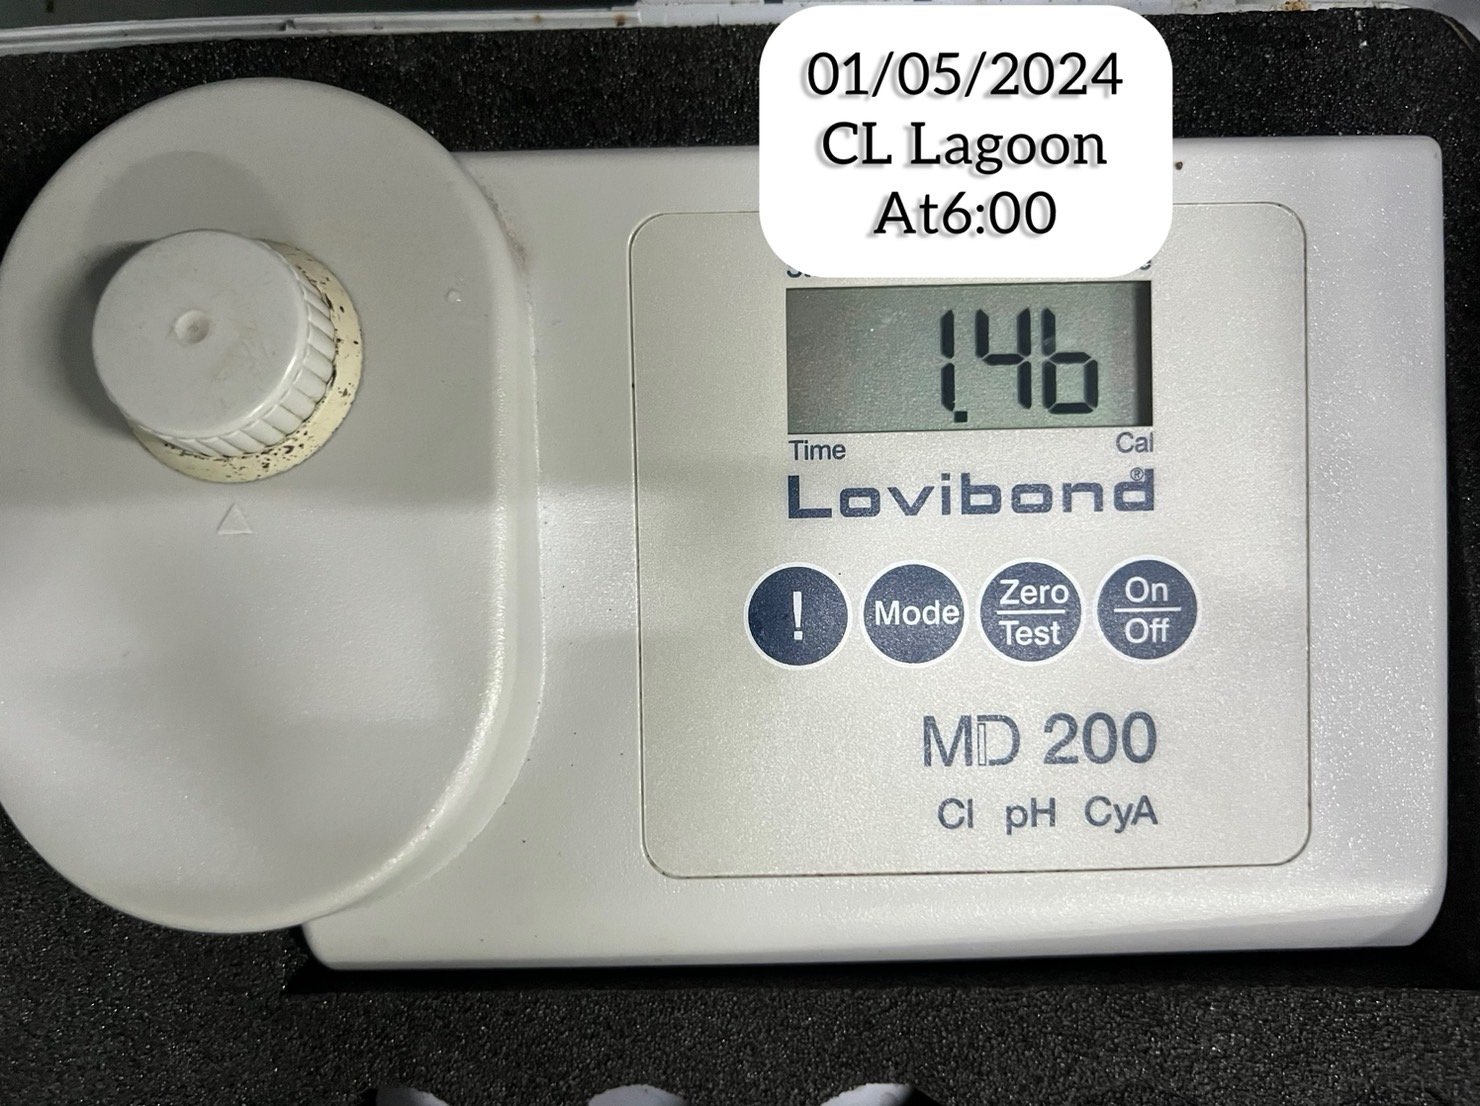 01/05/2024
CL Lagoon
At6:00
1.46
Time Cal
Lovibond®
! Mode Zero Test On Off
MD 200
Cl pH CyA